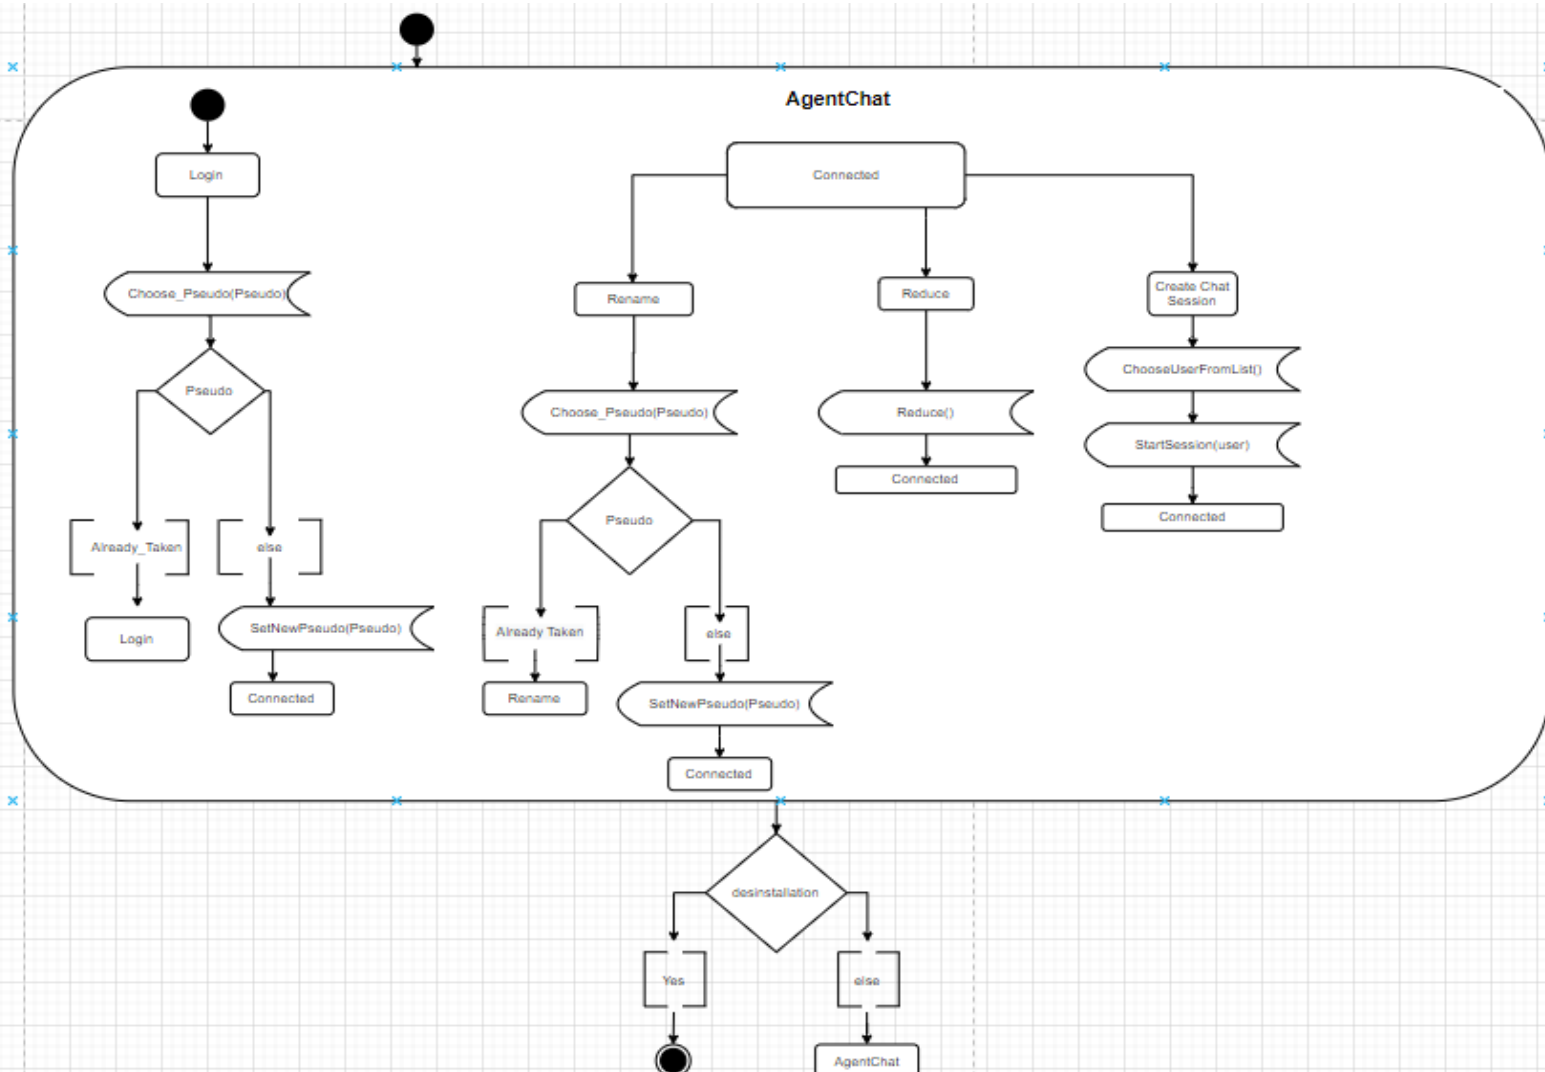 AgentChat
Login
Connected
Choose_Pseudo(Pseudo)
Rename
Reduce
Create Chat
Session
ChooseUserFromList()
Pseudo
Choose_Pseudo(Pseudo)
Reduce()
StartSession(user)
Connected
Connected
Pseudo
Already_Taken
else
Login
SetNewPseudo(Pseudo)
Connected
Already Taken
else
Rename
SetNewPseudo(Pseudo)
Connected
desinstallation
Yes
else
AgentChat